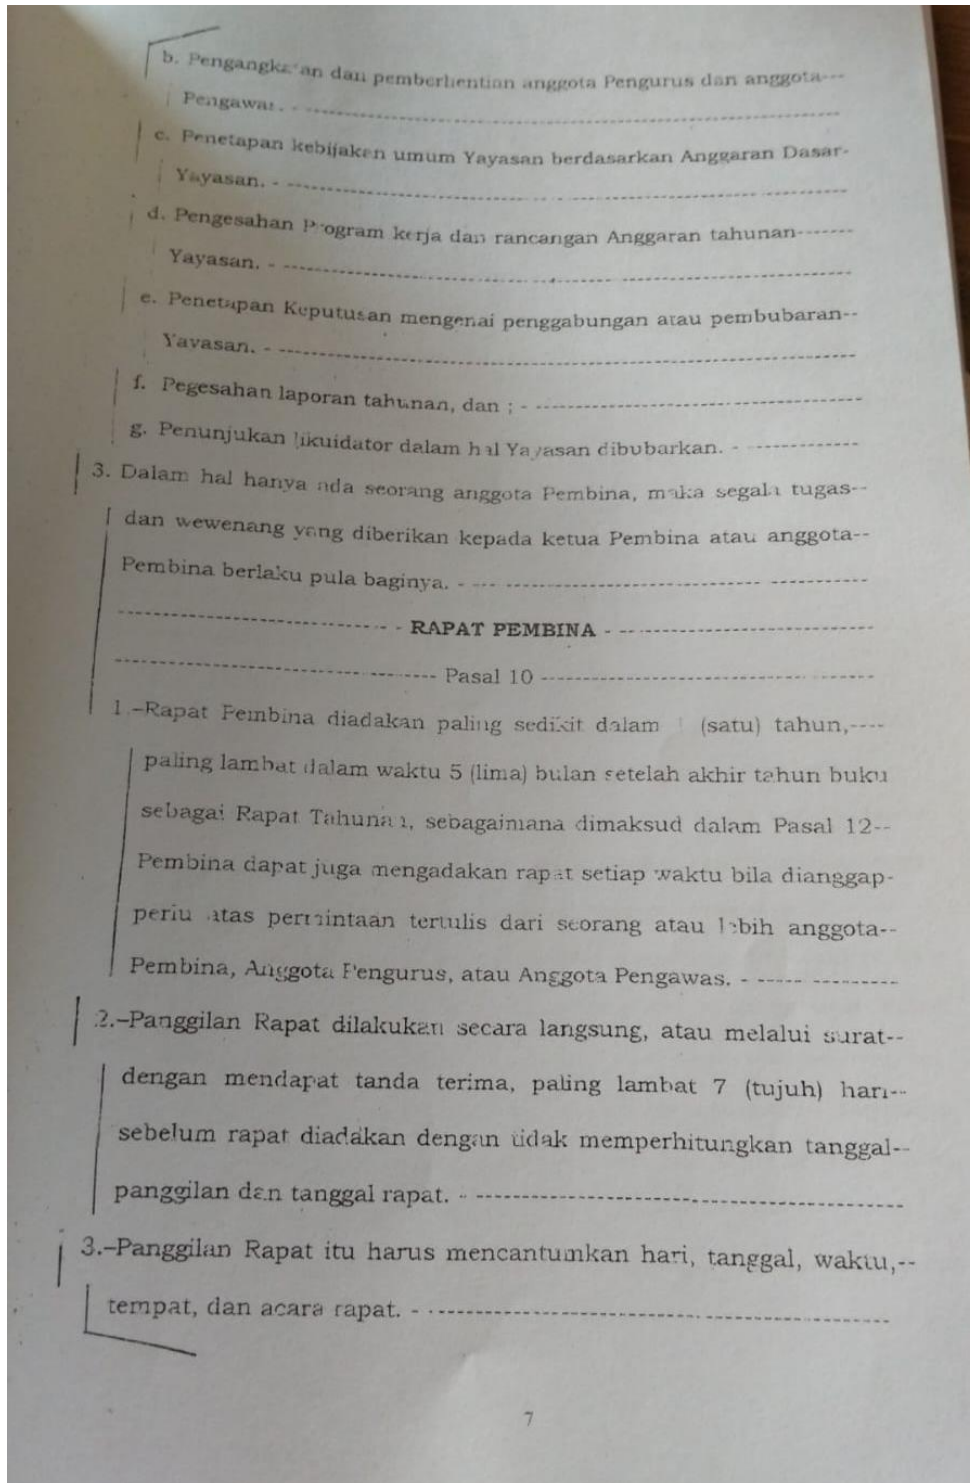 b. Pengangkatan dan pemberhentian anggota Pengurus dan anggota---
Pengawas. - ---
c. Penetapan kebijakan umum Yayasan berdasarkan Anggaran Dasar-
Yayasan. - ---
d. Pengesahan Program kerja dan rancangan Anggaran tahunan-------
Yayasan. - ---
e. Penetapan Keputusan mengenai penggabungan atau pembubaran--
Yayasan. - ---
f. Pegesahan laporan tahunan, dan ; - ---
g. Penunjukan likuidator dalam hal Yayasan dibubarkan. - ---
3. Dalam hal hanya ada seorang anggota Pembina, maka segala tugas--
dan wewenang yang diberikan kepada ketua Pembina atau anggota--
Pembina berlaku pula baginya. - ---
--- RAPAT PEMBINA - ---
--- Pasal 10 ---
1.-Rapat Pembina diadakan paling sedikit dalam (satu) tahun,----
paling lambat dalam waktu 5 (lima) bulan setelah akhir tahun buku
sebagai Rapat Tahunan, sebagaimana dimaksud dalam Pasal 12--
Pembina dapat juga mengadakan rapat setiap waktu bila dianggap-
perlu atas permintaan tertulis dari seorang atau lebih anggota--
Pembina, Anggota Pengurus, atau Anggota Pengawas. - ---
2.-Panggilan Rapat dilakukan secara langsung, atau melalui surat--
dengan mendapat tanda terima, paling lambat 7 (tujuh) hari--
sebelum rapat diadakan dengan tidak memperhitungkan tanggal--
panggilan dan tanggal rapat. - ---
3.-Panggilan Rapat itu harus mencantumkan hari, tanggal, waktu,--
tempat, dan acara rapat. - ---
7